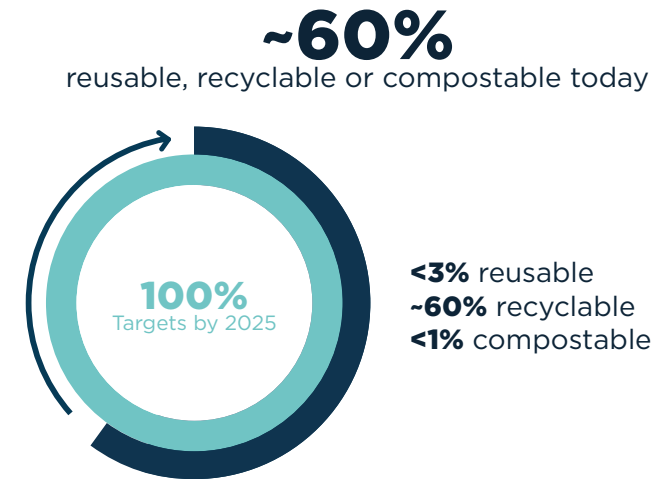 ~60%
reusable, recyclable or compostable today
100%
Targets by 2025
<3% reusable
~60% recyclable
<1% compostable